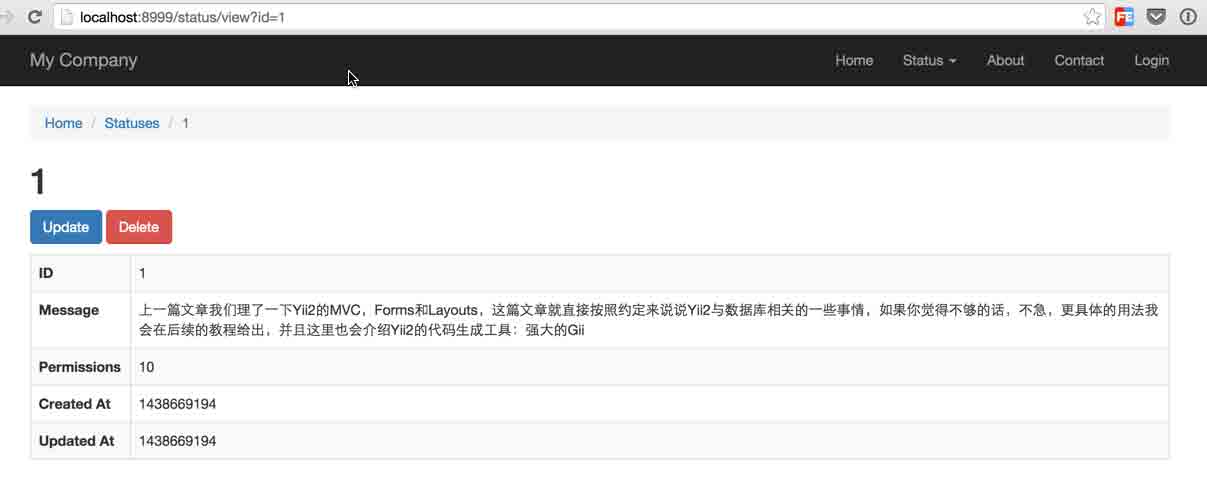 localhost:8999/status/view?id=1
FE
My Company Home Status About Contact Login
Home / Statuses / 1
1
Update Delete
ID 1
Message 上一篇文章我们理了一下Yii2的MVC，Forms和Layouts，这篇文章就直接按照约定来说说Yii2与数据库相关的一些事情，如果你觉得不够的话，不急，更具体的用法我
会在后续的教程给出，并且这里也会介绍Yii2的代码生成工具：强大的Gii
Permissions 10
Created At 1438669194
Updated At 1438669194